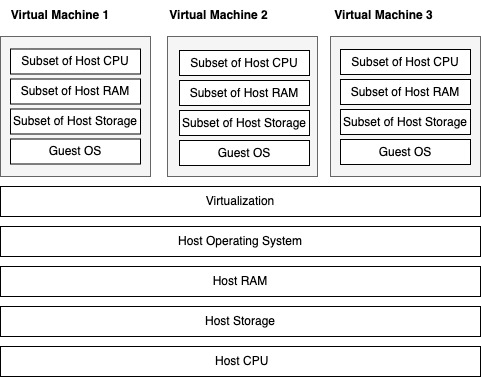 Virtual Machine 1
Virtual Machine 2
Virtual Machine 3
Subset of Host CPU
Subset of Host RAM
Subset of Host Storage
Guest OS
Subset of Host CPU
Subset of Host RAM
Subset of Host Storage
Guest OS
Subset of Host CPU
Subset of Host RAM
Subset of Host Storage
Guest OS
Virtualization
Host Operating System
Host RAM
Host Storage
Host CPU